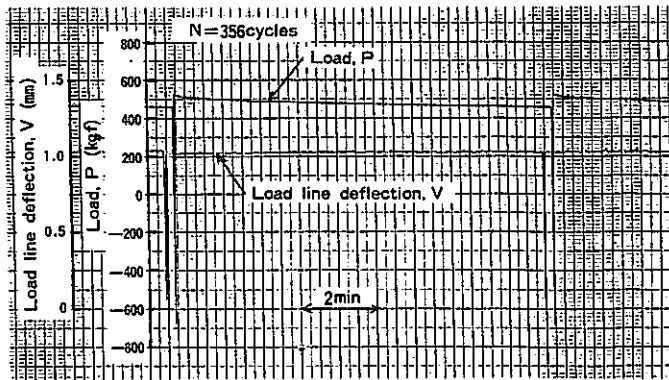 N=356cycles
Load, P
Load line deflection, V
2min
Load line deflection, V (mm)
1.5
1.0
0.5
0
Load, P (kgf)
800
600
400
200
0
-200
-400
-600
-800